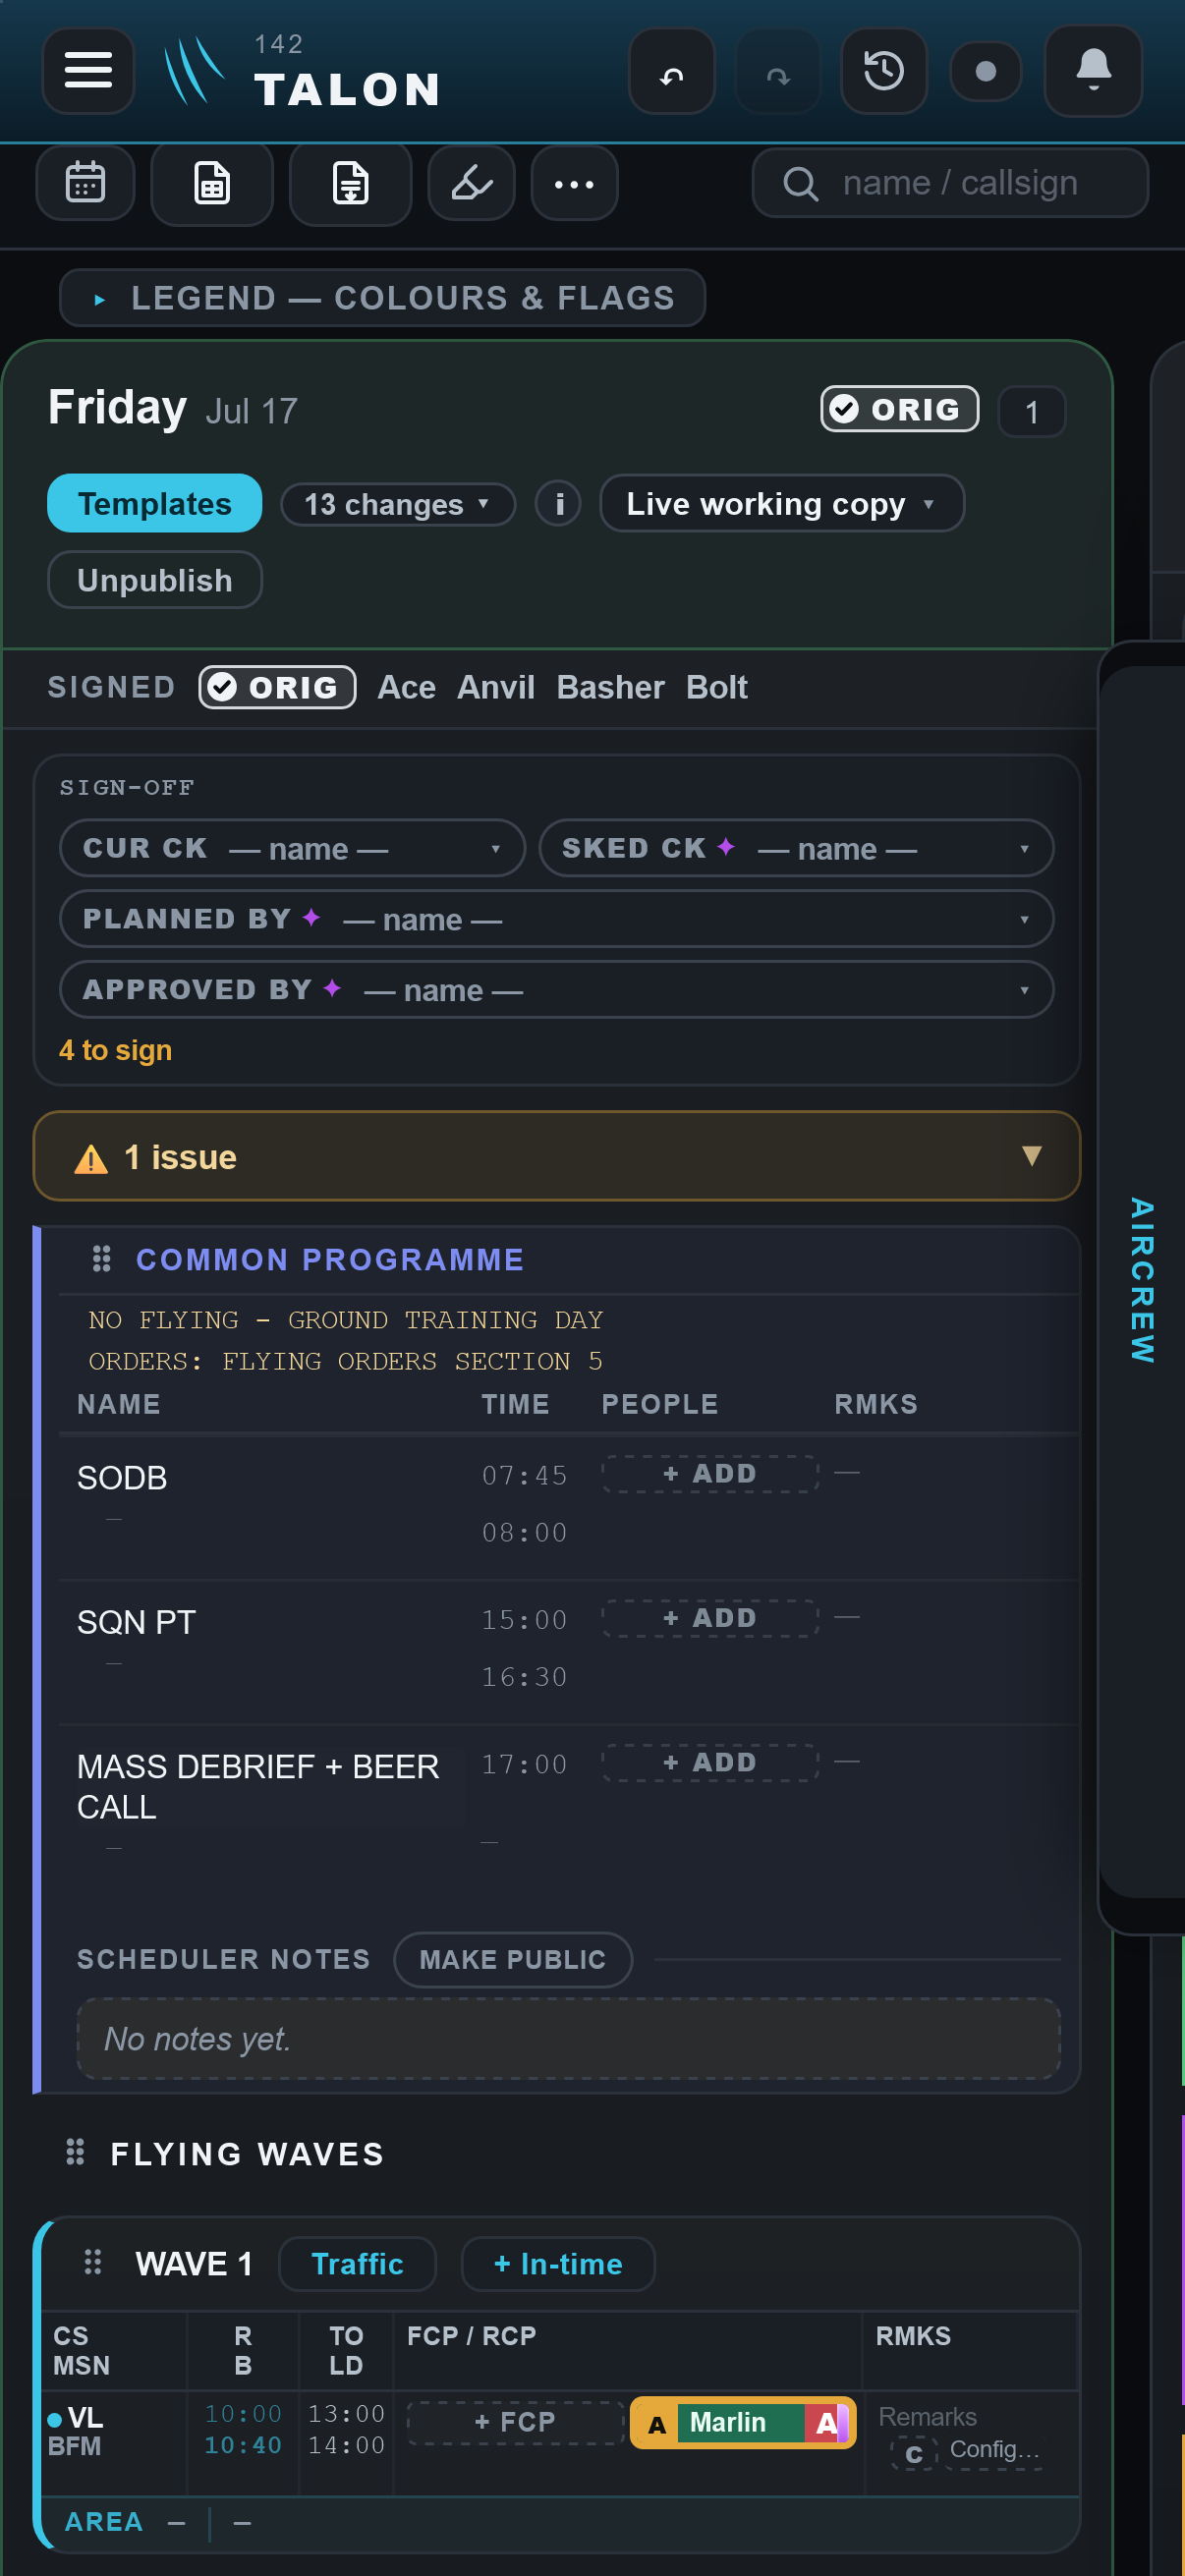 142
TALON
name / callsign
LEGEND — COLOURS & FLAGS
Friday Jul 17 ORIG 1
Templates 13 changes i Live working copy
Unpublish
SIGNED ORIG Ace Anvil Basher Bolt
SIGN-OFF
CUR CK — name — SKED CK — name —
PLANNED BY — name —
APPROVED BY — name —
4 to sign
1 issue
AIRCREW
COMMON PROGRAMME
NO FLYING - GROUND TRAINING DAY
ORDERS: FLYING ORDERS SECTION 5
NAME TIME PEOPLE RMKS
SODB 07:45 + ADD —
— 08:00
SQN PT 15:00 + ADD —
— 16:30
MASS DEBRIEF + BEER 17:00 + ADD —
CALL
— —
SCHEDULER NOTES MAKE PUBLIC
No notes yet.
FLYING WAVES
WAVE 1 Traffic + In-time
CS R TO FCP / RCP RMKS
MSN B LD
VL 10:00 13:00 + FCP A Marlin A Remarks
BFM 10:40 14:00 C Config...
AREA — —